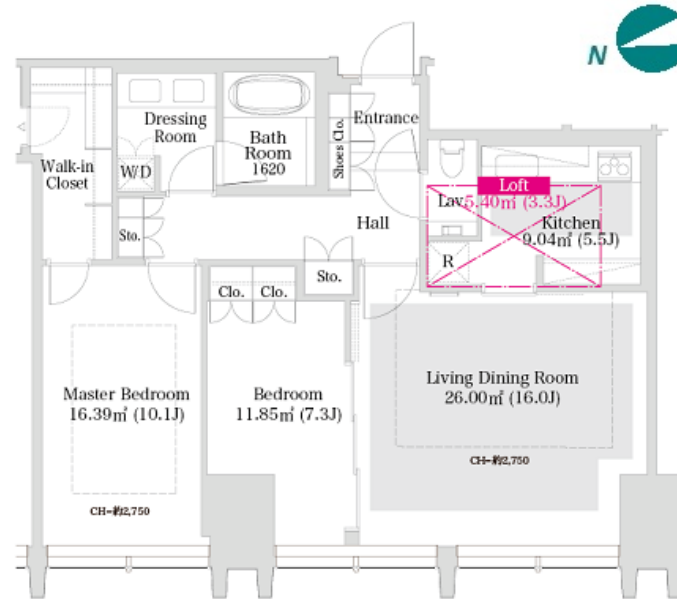 N
Entrance
Dressing
Room
Bath
Room
1620
Shoes Clo.
Walk-in
Closet
W/D
Lav.
Loft
5.40㎡ (3.3J)
Kitchen
9.04㎡ (5.5J)
Sto.
Hall
R
Sto.
Clo.
Clo.
Living Dining Room
26.00㎡ (16.0J)
Master Bedroom
16.39㎡ (10.1J)
Bedroom
11.85㎡ (7.3J)
CH=約2,750
CH=約2,750